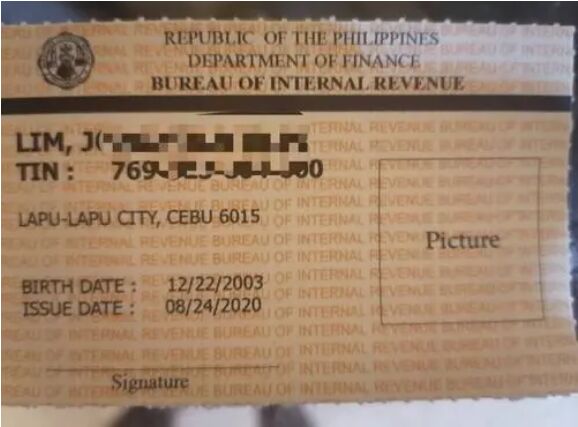 REPUBLIC OF THE PHILIPPINES
DEPARTMENT OF FINANCE
BUREAU OF INTERNAL REVENUE
LIM,
TIN :
LAPU-LAPU CITY, CEBU 6015
Picture
BIRTH DATE : 12/22/2003
ISSUE DATE : 08/24/2020
Signature